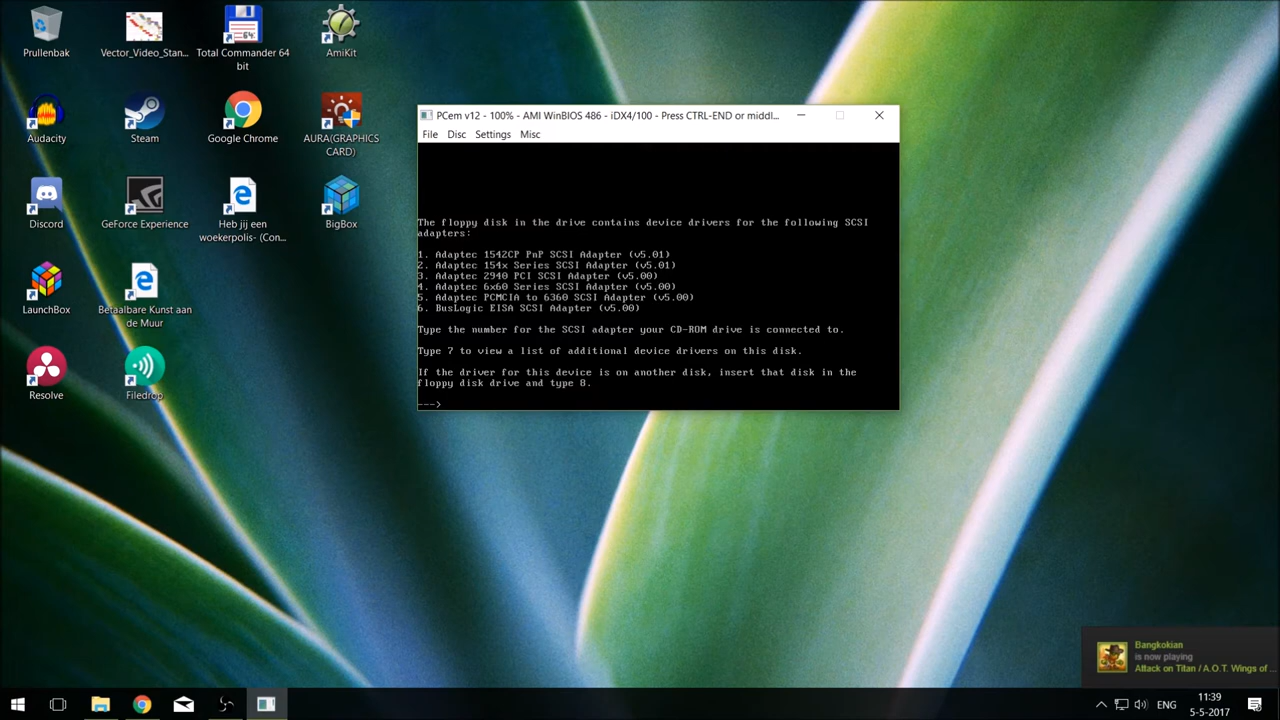 Prullenbak
Vector_Video_Stan...
Total Commander 64
bit
AmiKit
Audacity
Steam
Google Chrome
AURA(GRAPHICS
CARD)
Discord
GeForce Experience
Heb jij een
woekerpolis- (Con...
BigBox
LaunchBox
Betaalbare Kunst aan
de Muur
Resolve
Filedrop
PCem v12 - 100% - AMI WinBIOS 486 - iDX4/100 - Press CTRL-END or middl...
File Disc Settings Misc
The floppy disk in the drive contains device drivers for the following SCSI
adapters:
1. Adaptec 1542CP PnP SCSI Adapter (v5.01)
2. Adaptec 154x Series SCSI Adapter (v5.01)
3. Adaptec 2940 PCI SCSI Adapter (v5.00)
4. Adaptec 6x60 Series SCSI Adapter (v5.00)
5. Adaptec PCMCIA to 6360 SCSI Adapter (v5.00)
6. BusLogic EISA SCSI Adapter (v5.00)
Type the number for the SCSI adapter your CD-ROM drive is connected to.
Type 7 to view a list of additional device drivers on this disk.
If the driver for this device is on another disk, insert that disk in the
floppy disk drive and type 8.
--->
Bangkokian
is now playing
Attack on Titan / A.O.T. Wings of ...
ENG
11:39
5-5-2017